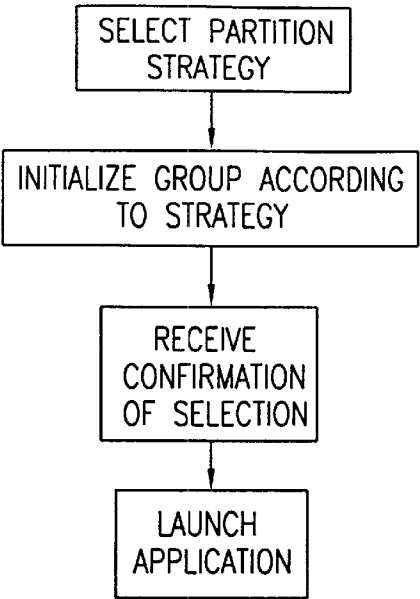 SELECT PARTITION
STRATEGY
INITIALIZE GROUP ACCORDING
TO STRATEGY
RECEIVE
CONFIRMATION
OF SELECTION
LAUNCH
APPLICATION